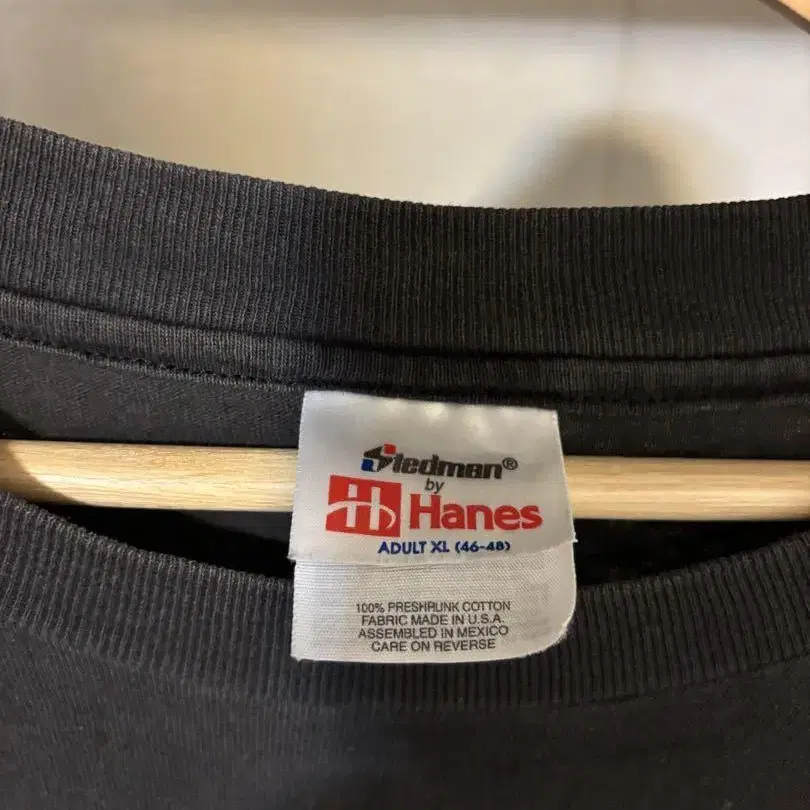 Stedman®
by
Hanes
ADULT XL (46-48)
100% PRESHRUNK COTTON
FABRIC MADE IN U.S.A.
ASSEMBLED IN MEXICO
CARE ON REVERSE